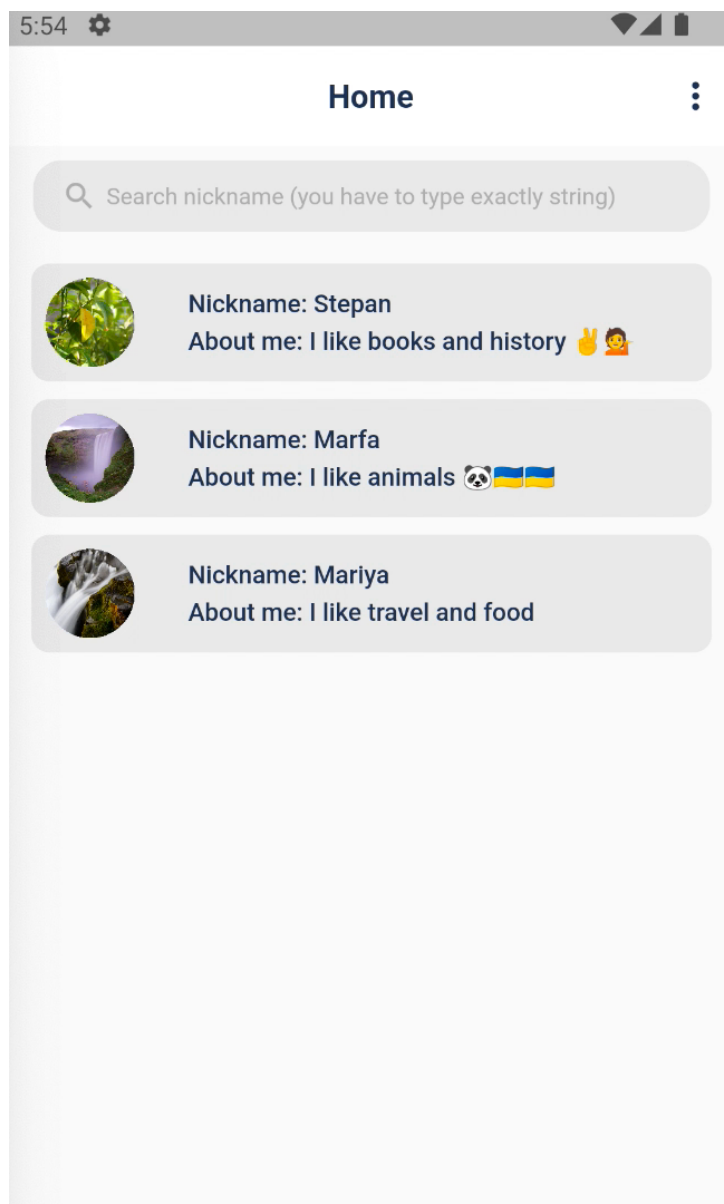 5:54
Home
Search nickname (you have to type exactly string)
Nickname: Stepan
About me: I like books and history ✌️💁
Nickname: Marfa
About me: I like animals 🐼🇺🇦🇺🇦
Nickname: Mariya
About me: I like travel and food